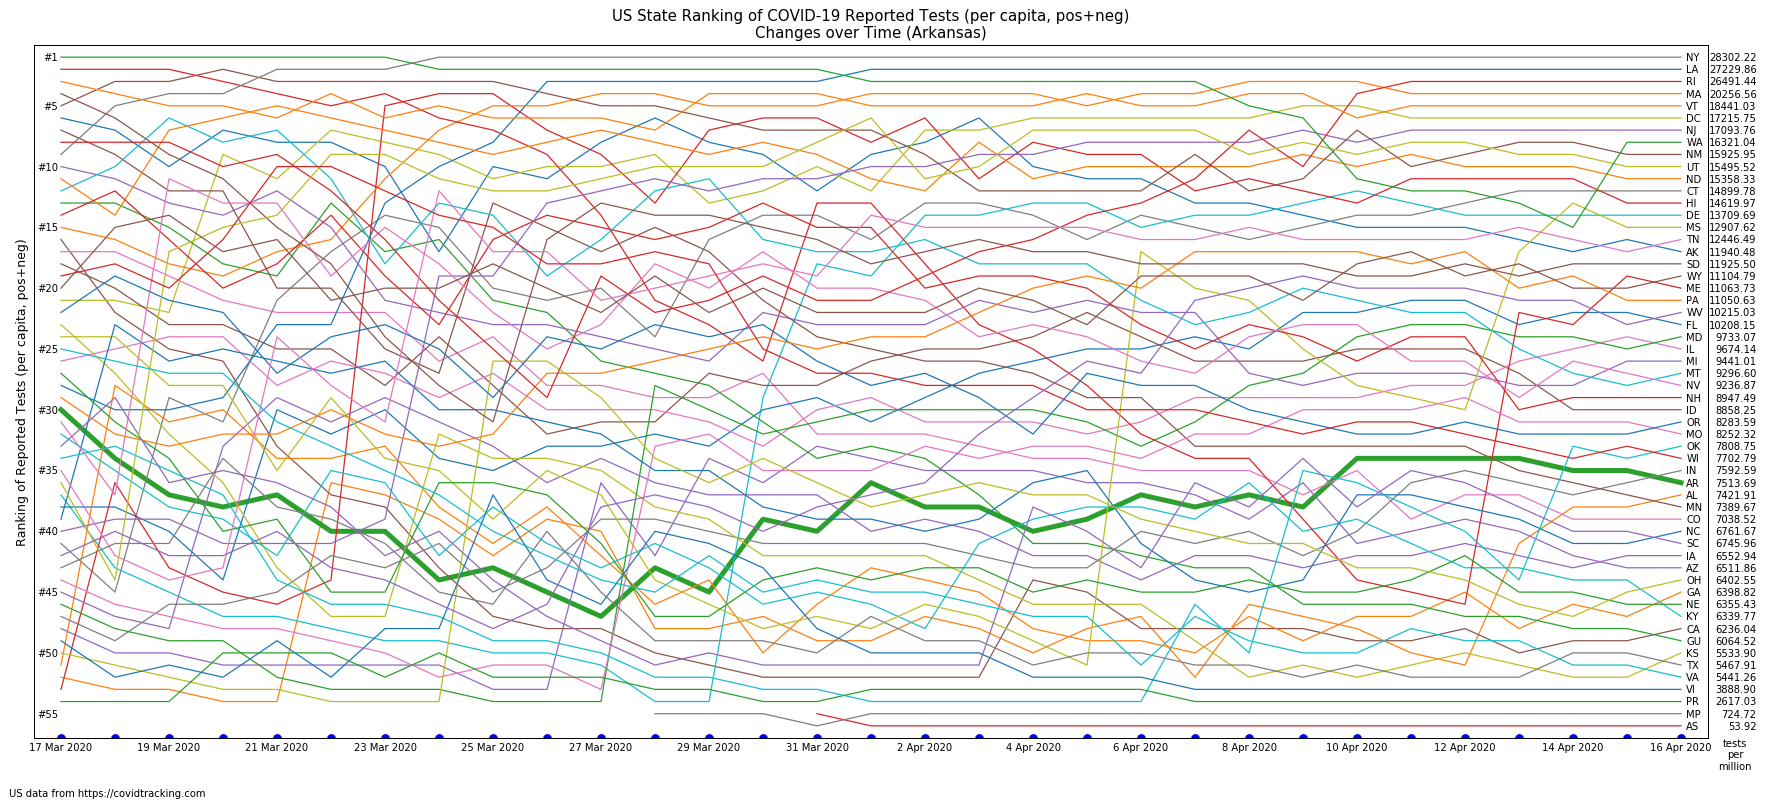 US State Ranking of COVID-19 Reported Tests (per capita, pos+neg)
Changes over Time (Arkansas)
Ranking of Reported Tests (per capita, pos+neg)
#1
#5
#10
#15
#20
#25
#30
#35
#40
#45
#50
#55
NY 28302.22
LA 27229.86
RI 26491.44
MA 20256.56
VT 18441.03
DC 17215.75
NJ 17093.76
WA 16321.04
NM 15925.95
UT 15495.52
ND 15358.33
CT 14899.78
HI 14619.97
DE 13709.69
MS 12907.62
TN 12446.49
AK 11940.48
SD 11925.50
WY 11104.79
ME 11063.73
PA 11050.63
WV 10215.03
FL 10208.15
MD 9733.07
IL 9674.14
MI 9441.01
MT 9296.60
NV 9236.87
NH 8947.49
ID 8858.25
OR 8283.59
MO 8252.32
OK 7808.75
WI 7702.79
IN 7592.59
AR 7513.69
AL 7421.91
MN 7389.67
CO 7038.52
NC 6761.67
SC 6745.96
IA 6552.94
AZ 6511.86
OH 6402.55
GA 6398.82
NE 6355.43
KY 6339.77
CA 6236.04
GU 6064.52
KS 5533.90
TX 5467.91
VA 5441.26
VI 3888.90
PR 2617.03
MP 724.72
AS 53.92
17 Mar 2020
19 Mar 2020
21 Mar 2020
23 Mar 2020
25 Mar 2020
27 Mar 2020
29 Mar 2020
31 Mar 2020
2 Apr 2020
4 Apr 2020
6 Apr 2020
8 Apr 2020
10 Apr 2020
12 Apr 2020
14 Apr 2020
16 Apr 2020
tests
per
million
US data from https://covidtracking.com